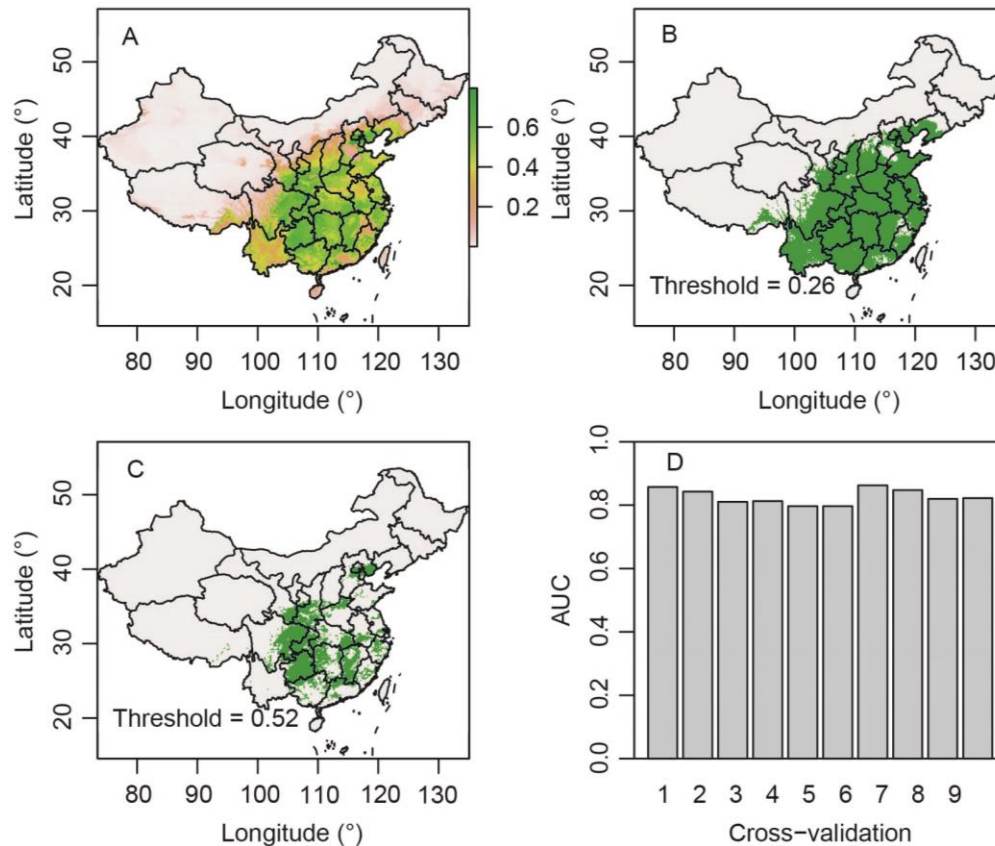 A
50
40
30
20
Latitude (°)
0.6
0.4
0.2
80 90 100 110 120 130
Longitude (°)
B
50
40
30
20
Latitude (°)
Threshold = 0.26
80 90 100 110 120 130
Longitude (°)
C
50
40
30
20
Latitude (°)
Threshold = 0.52
80 90 100 110 120 130
Longitude (°)
D
1.0
0.8
0.6
0.4
0.2
0.0
AUC
1 2 3 4 5 6 7 8 9
Cross−validation